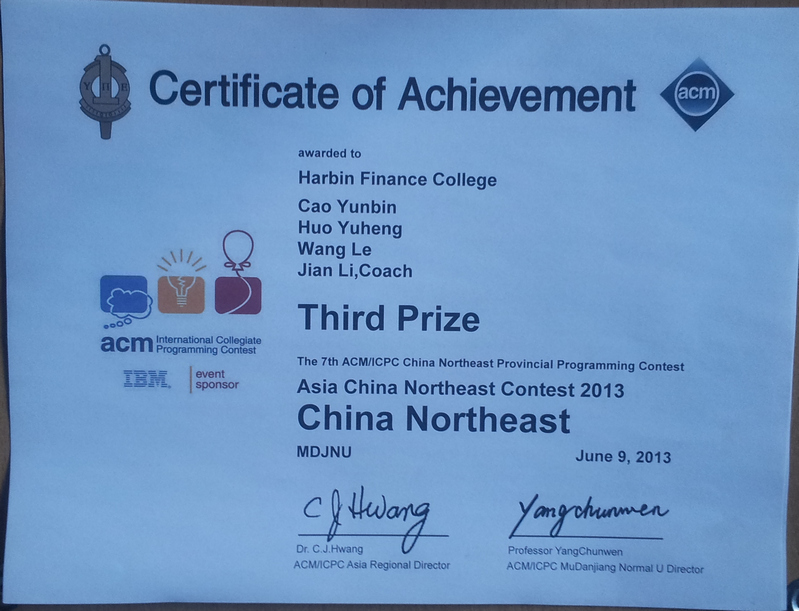 Certificate of Achievement
acm
awarded to
Harbin Finance College
Cao Yunbin
Huo Yuheng
Wang Le
Jian Li,Coach
Third Prize
acm International Collegiate
Programming Contest
IBM. event
sponsor
The 7th ACM/ICPC China Northeast Provincial Programming Contest
Asia China Northeast Contest 2013
China Northeast
MDJNU June 9, 2013
C J Hwang Yangchunwen
Dr. C.J.Hwang Professor YangChunwen
ACM/ICPC Asia Regional Director ACM/ICPC MuDanjiang Normal U Director